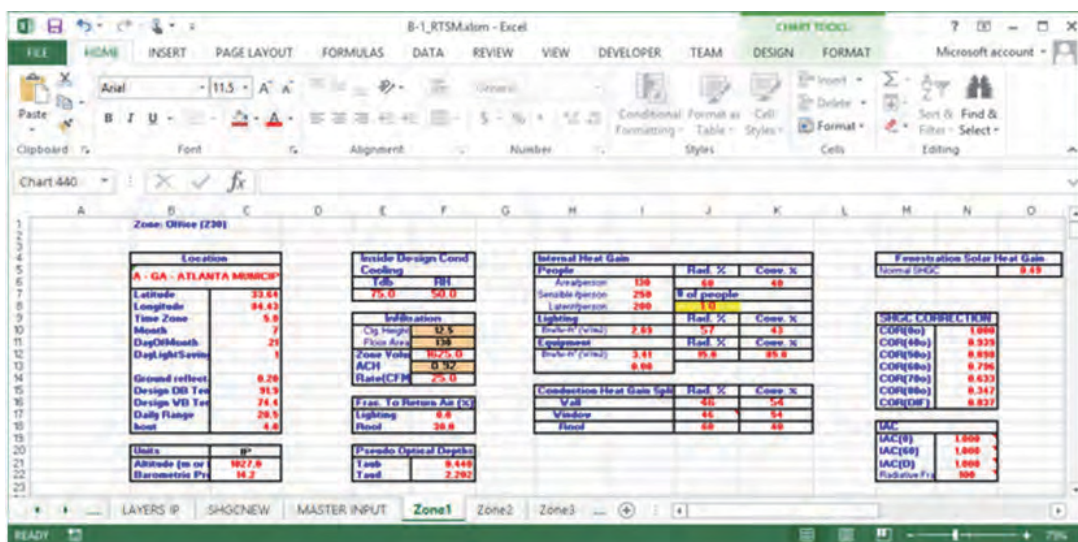 B-1_RTSM.xlsm - Excel
CHART TOOLS
FILE HOME INSERT PAGE LAYOUT FORMULAS DATA REVIEW VIEW DEVELOPER TEAM DESIGN FORMAT Microsoft account
Arial 11.5
General
Paste
B I U
Conditional Formatting
Format as Table
Cell Styles
Insert
Delete
Format
Sort & Filter
Find & Select
Clipboard Font Alignment Number Styles Cells Editing
Chart 440 fx
A B C D E F G H I J K L M N O
1 Zone: Office (230)
Location
A - GA - ATLANTA MUNICIP
Latitude 33.64
Longitude 84.43
Time Zone 5.0
Month 7
DayOfMonth 21
DayLightSaving 1
Ground reflect. 0.20
Design DB Tem 91.9
Design WB Tem 74.4
Daily Range 20.5
hout 4.0
Units IP
Altitude (m or 1027.0
Barometric Pre 14.2
Inside Design Cond
Cooling
Tdb RH
75.0 50.0
Infiltration
Clg. Height 12.5
Floor Area 130
Zone Volu 1625.0
ACH 0.92
Rate(CFM 25.0
Frac. To Return Air (%)
Lighting 0.0
Roof 30.0
Pseudo Optical Depths
Taub 0.440
Taud 2.202
Internal Heat Gain
People Rad. % Conv. %
Area/person 130 60 40
Sensible/person 250 # of people
Latent/person 200 1.0
Lighting Rad. % Conv. %
2.09 57 43
Equipment Rad. % Conv. %
3.41 15.0 85.0
0.00
Conduction Heat Gain Spli Rad. % Conv. %
Wall 46 54
Window 46 54
Roof 60 40
Fenestration Solar Heat Gain
Normal SHGC 0.49
SHGC CORRECTION
COR(0o) 1.000
COR(40o) 0.939
COR(50o) 0.898
COR(60o) 0.796
COR(70o) 0.633
COR(80o) 0.347
COR(DIF) 0.837
IAC
IAC(0) 1.000
IAC(60) 1.000
IAC(D) 1.000
Radiative Fra 100
LAYERS IP SHGCNEW MASTER INPUT Zone1 Zone2 Zone3 ...
READY 75%